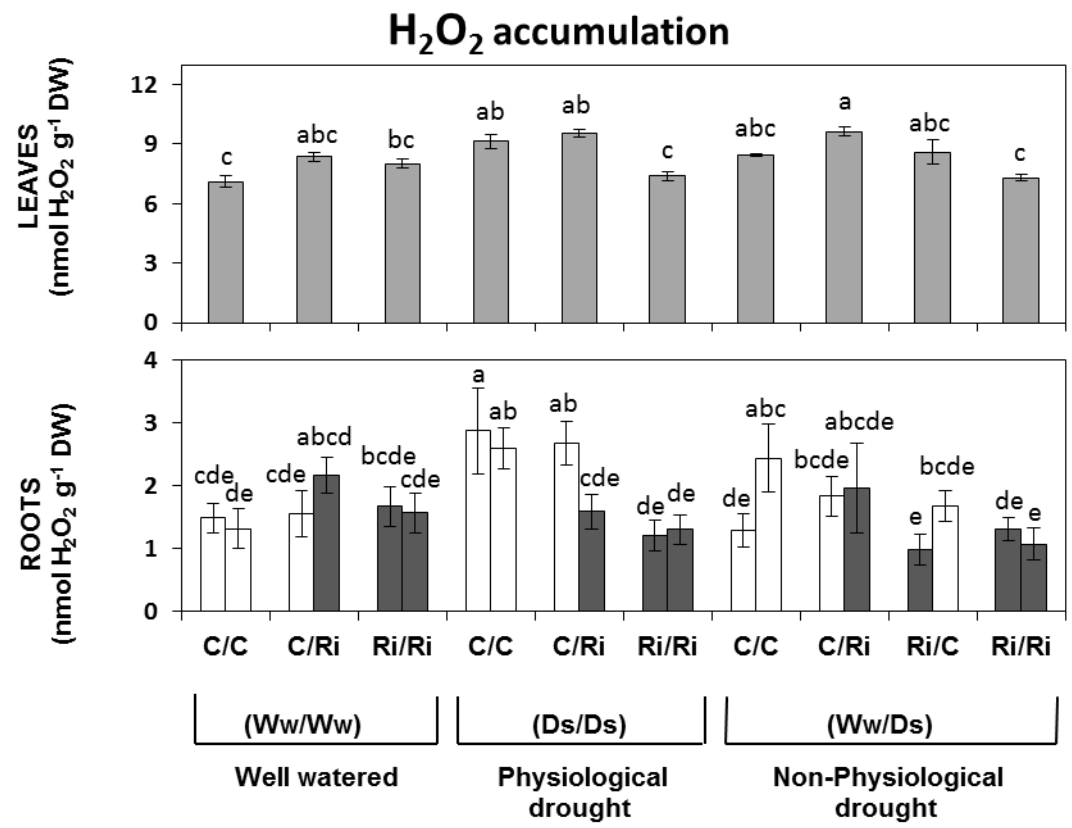 H₂O₂ accumulation
LEAVES
(nmol H₂O₂ g⁻¹ DW)
12
9
6
3
0
c
abc
bc
ab
ab
c
abc
a
abc
c
ROOTS
(nmol H₂O₂ g⁻¹ DW)
4
3
2
1
0
cde
de
cde
abcd
bcde
cde
a
ab
ab
cde
de
de
de
abc
bcde
abcde
e
bcde
de
e
C/C C/Ri Ri/Ri C/C C/Ri Ri/Ri C/C C/Ri Ri/C Ri/Ri
(Ww/Ww) (Ds/Ds) (Ww/Ds)
Well watered
Physiological
drought
Non-Physiological
drought